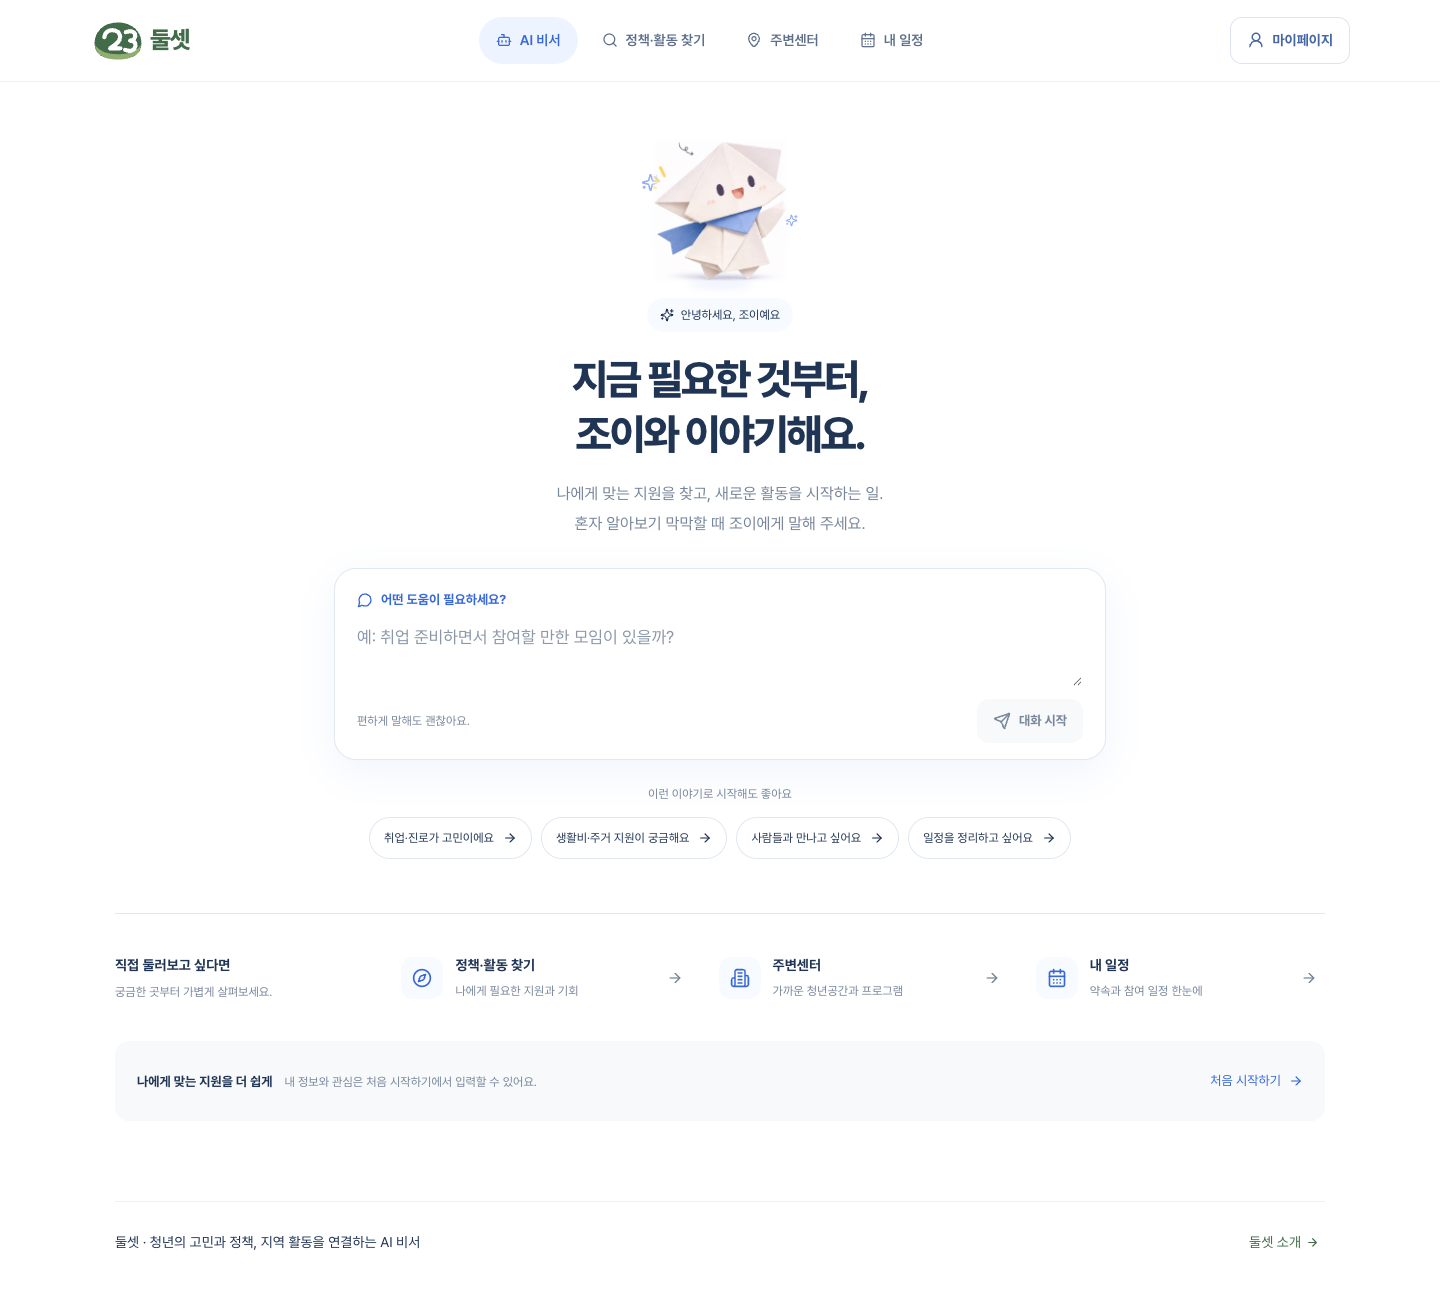 23 둘셋
AI 비서
정책·활동 찾기
주변센터
내 일정
마이페이지
안녕하세요, 조이예요
지금 필요한 것부터,
조이와 이야기해요.
나에게 맞는 지원을 찾고, 새로운 활동을 시작하는 일.
혼자 알아보기 막막할 때 조이에게 말해 주세요.
어떤 도움이 필요하세요?
예: 취업 준비하면서 참여할 만한 모임이 있을까?
편하게 말해도 괜찮아요.
대화 시작
이런 이야기로 시작해도 좋아요
취업·진로가 고민이에요
생활비·주거 지원이 궁금해요
사람들과 만나고 싶어요
일정을 정리하고 싶어요
직접 둘러보고 싶다면
궁금한 곳부터 가볍게 살펴보세요.
정책·활동 찾기
나에게 필요한 지원과 기회
주변센터
가까운 청년공간과 프로그램
내 일정
약속과 참여 일정 한눈에
나에게 맞는 지원을 더 쉽게
내 정보와 관심은 처음 시작하기에서 입력할 수 있어요.
처음 시작하기
둘셋 · 청년의 고민과 정책, 지역 활동을 연결하는 AI 비서
둘셋 소개